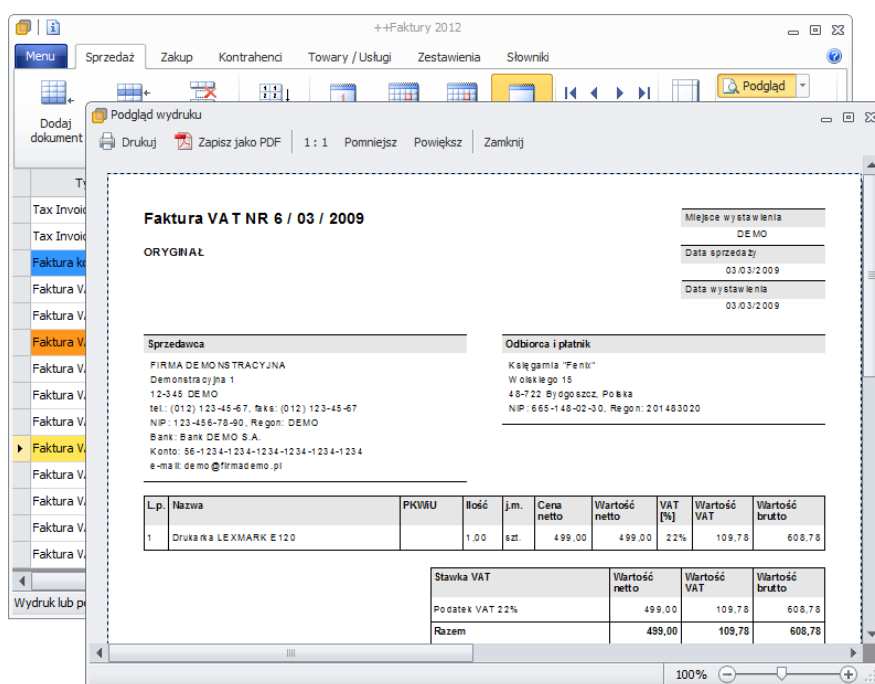 ++Faktury 2012
Menu Sprzedaż Zakup Kontrahenci Towary / Usługi Zestawienia Słowniki
Podgląd
Dodaj
dokument
Podgląd wydruku
Drukuj Zapisz jako PDF 1 : 1 Pomniejsz Powiększ Zamknij
Tax
Tax
Faktura
Faktura
Faktura
Faktura
Faktura
Faktura
Faktura
Faktura
Faktura
Faktura
Faktura
Faktura
Wydruk lub
Faktura VAT NR 6 / 03 / 2009
ORYGINAŁ
Miejsce wystawienia
DEMO
Data sprzedaży
03/03/2009
Data wystawienia
03/03/2009
Sprzedawca
FIRMA DEMONSTRACYJNA
Demonstracyjna 1
12-345 DEMO
tel.: (012) 123-45-67, faks: (012) 123-45-67
NIP: 123-456-78-90, Regon: DEMO
Bank: Bank DEMO S.A.
Konto: 56-1234-1234-1234-1234-1234-1234
e-mail: demo@firmademo.pl
Odbiorca i płatnik
Księgarnia "Fenix"
Wolskiego 15
48-722 Bydgoszcz, Polska
NIP: 665-148-02-30, Regon: 201483020
L.p. Nazwa PKWiU Ilość j.m. Cena netto Wartość netto VAT [%] Wartość VAT Wartość brutto
1 Drukarka LEXMARK E120 1,00 szt. 499,00 499,00 22% 109,78 608,78
Stawka VAT Wartość netto Wartość VAT Wartość brutto
Podatek VAT 22% 499,00 109,78 608,78
Razem 499,00 109,78 608,78
100%